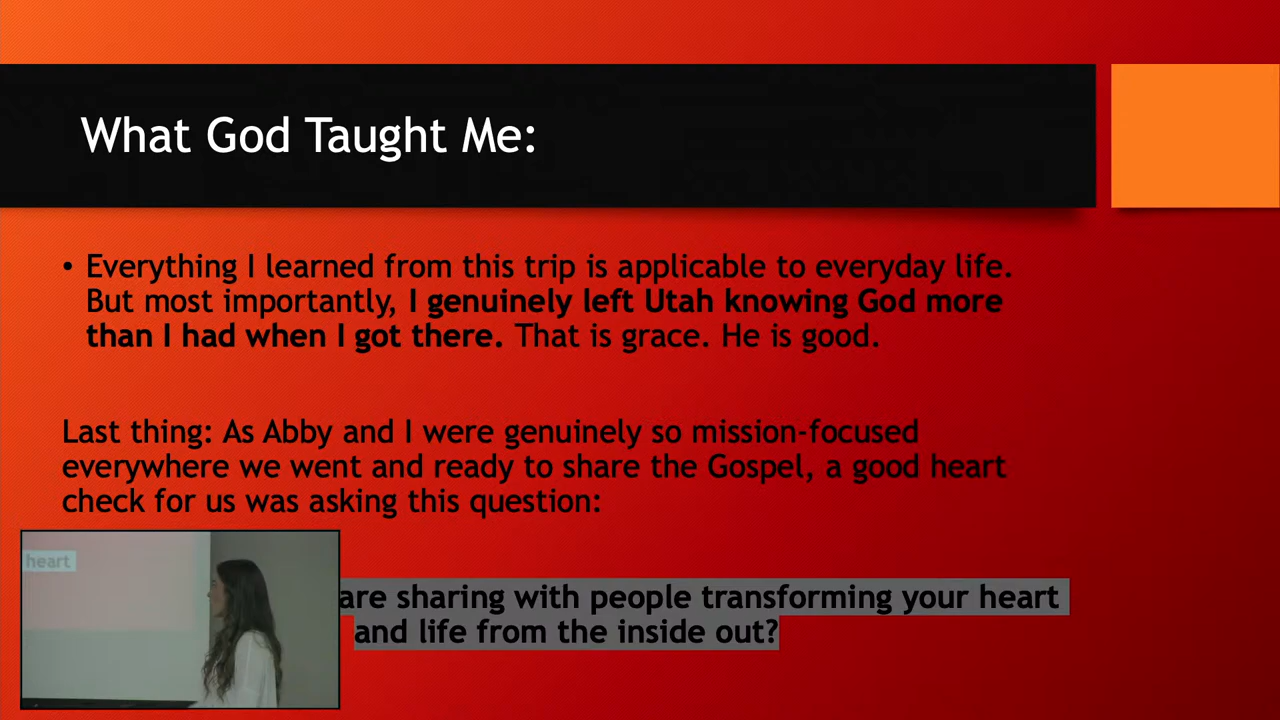 What God Taught Me:
• Everything I learned from this trip is applicable to everyday life.
But most importantly, I genuinely left Utah knowing God more
than I had when I got there. That is grace. He is good.
Last thing: As Abby and I were genuinely so mission-focused
everywhere we went and ready to share the Gospel, a good heart
check for us was asking this question:
heart
are sharing with people transforming your heart
and life from the inside out?